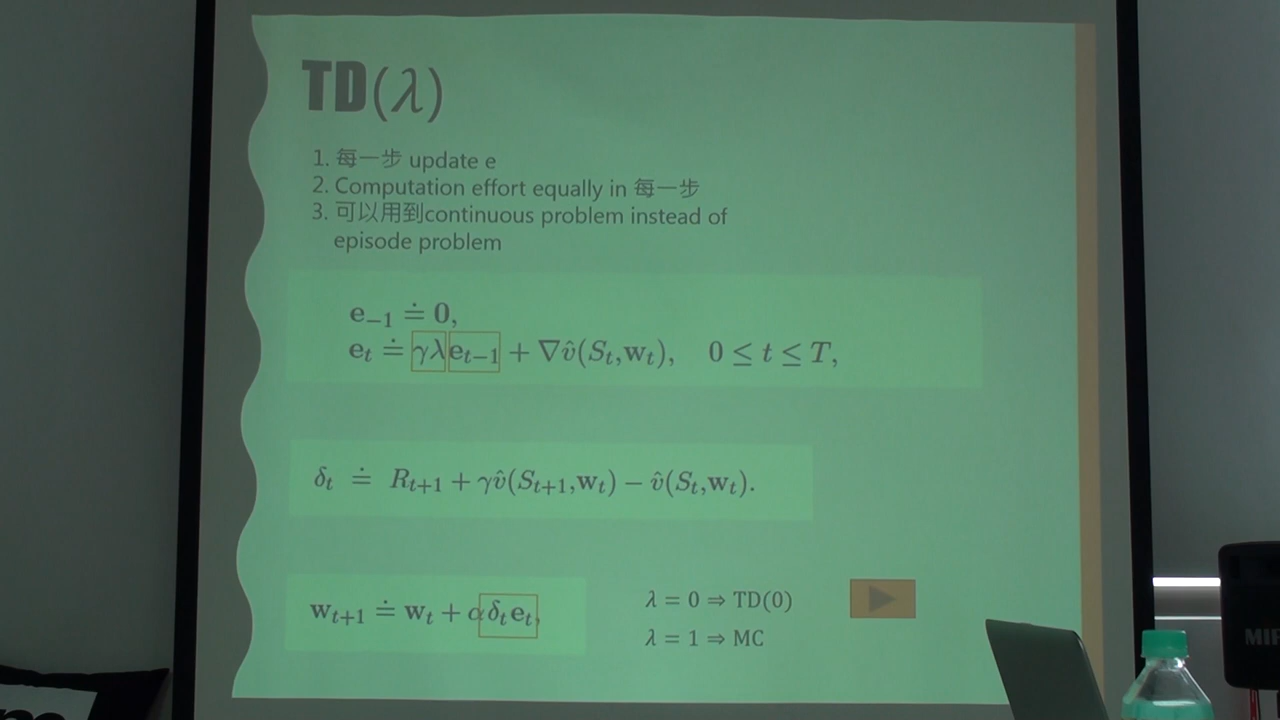 TD(λ)
1. 每一步 update e
2. Computation effort equally in 每一步
3. 可以用到continuous problem instead of
episode problem
e₋₁ ≐ 0,
eₜ ≐ γλeₜ₋₁ + ∇v̂(Sₜ,wₜ), 0 ≤ t ≤ T,
δₜ ≐ Rₜ₊₁ + γv̂(Sₜ₊₁,wₜ) − v̂(Sₜ,wₜ).
wₜ₊₁ ≐ wₜ + αδₜeₜ,
λ = 0 ⇒ TD(0)
λ = 1 ⇒ MC